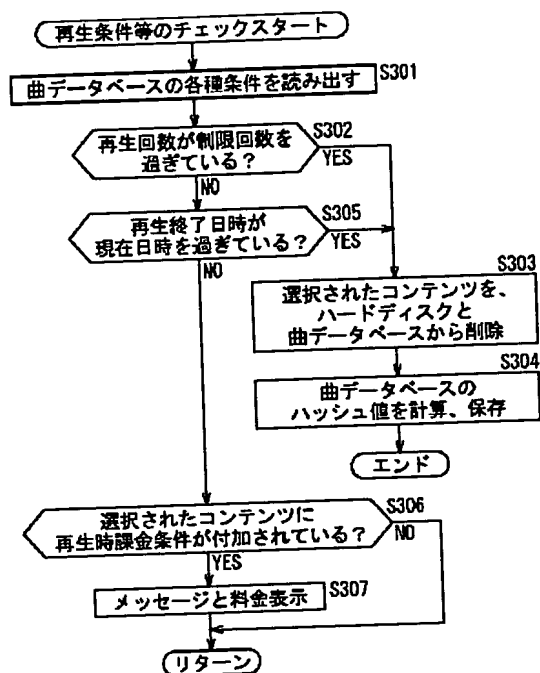 再生条件等のチェックスタート
曲データベースの各種条件を読み出す
S301
再生回数が制限回数を
過ぎている？
S302
YES
NO
再生終了日時が
現在日時を過ぎている？
S305
YES
NO
S303
選択されたコンテンツを、
ハードディスクと
曲データベースから削除
S304
曲データベースの
ハッシュ値を計算、保存
エンド
選択されたコンテンツに
再生時課金条件が付加されている？
S306
NO
YES
メッセージと料金表示
S307
リターン